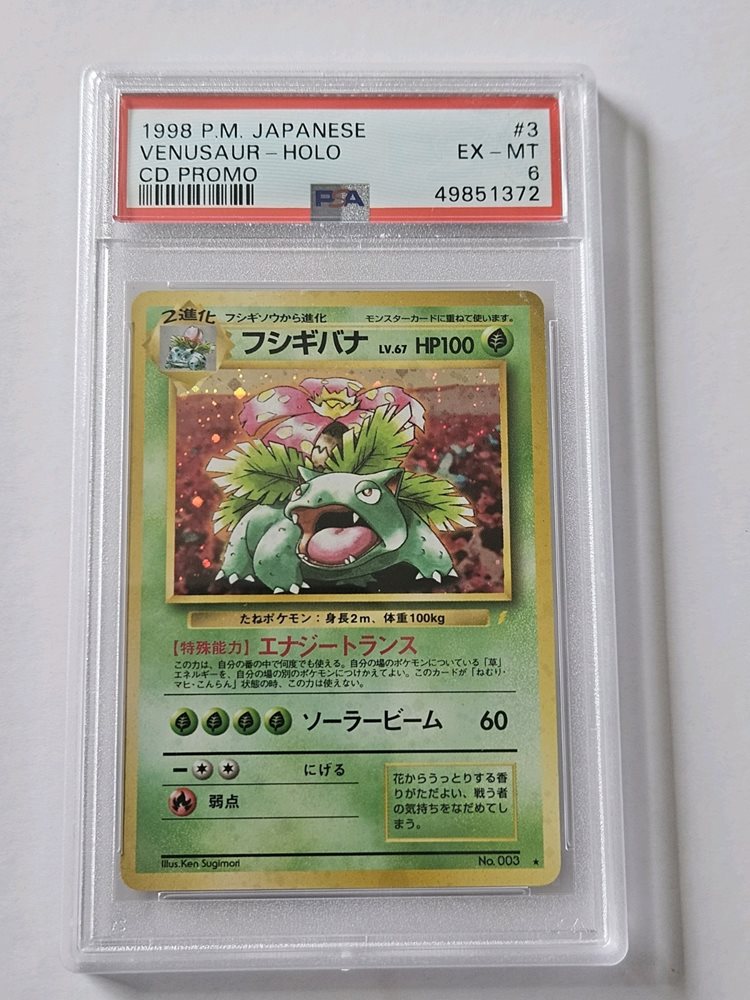 1998 P.M. JAPANESE #3
VENUSAUR-HOLO EX-MT
CD PROMO 6
PSA 49851372
2進化 フシギソウから進化 モンスターカードに重ねて使います。
フシギバナ LV.67 HP100
たねポケモン：身長2m、体重100kg
【特殊能力】エナジートランス
この力は、自分の番の中で何度でも使える。自分の場のポケモンについている「草」
エネルギーを、自分の場の別のポケモンにつけかえてよい。このカードが「ねむり・
マヒ・こんらん」状態の時、この力は使えない。
ソーラービーム 60
にげる
弱点
花からうっとりする香
りがただよい、戦う者
の気持ちをなだめてし
まう。
Illus.Ken Sugimori No.003 ★